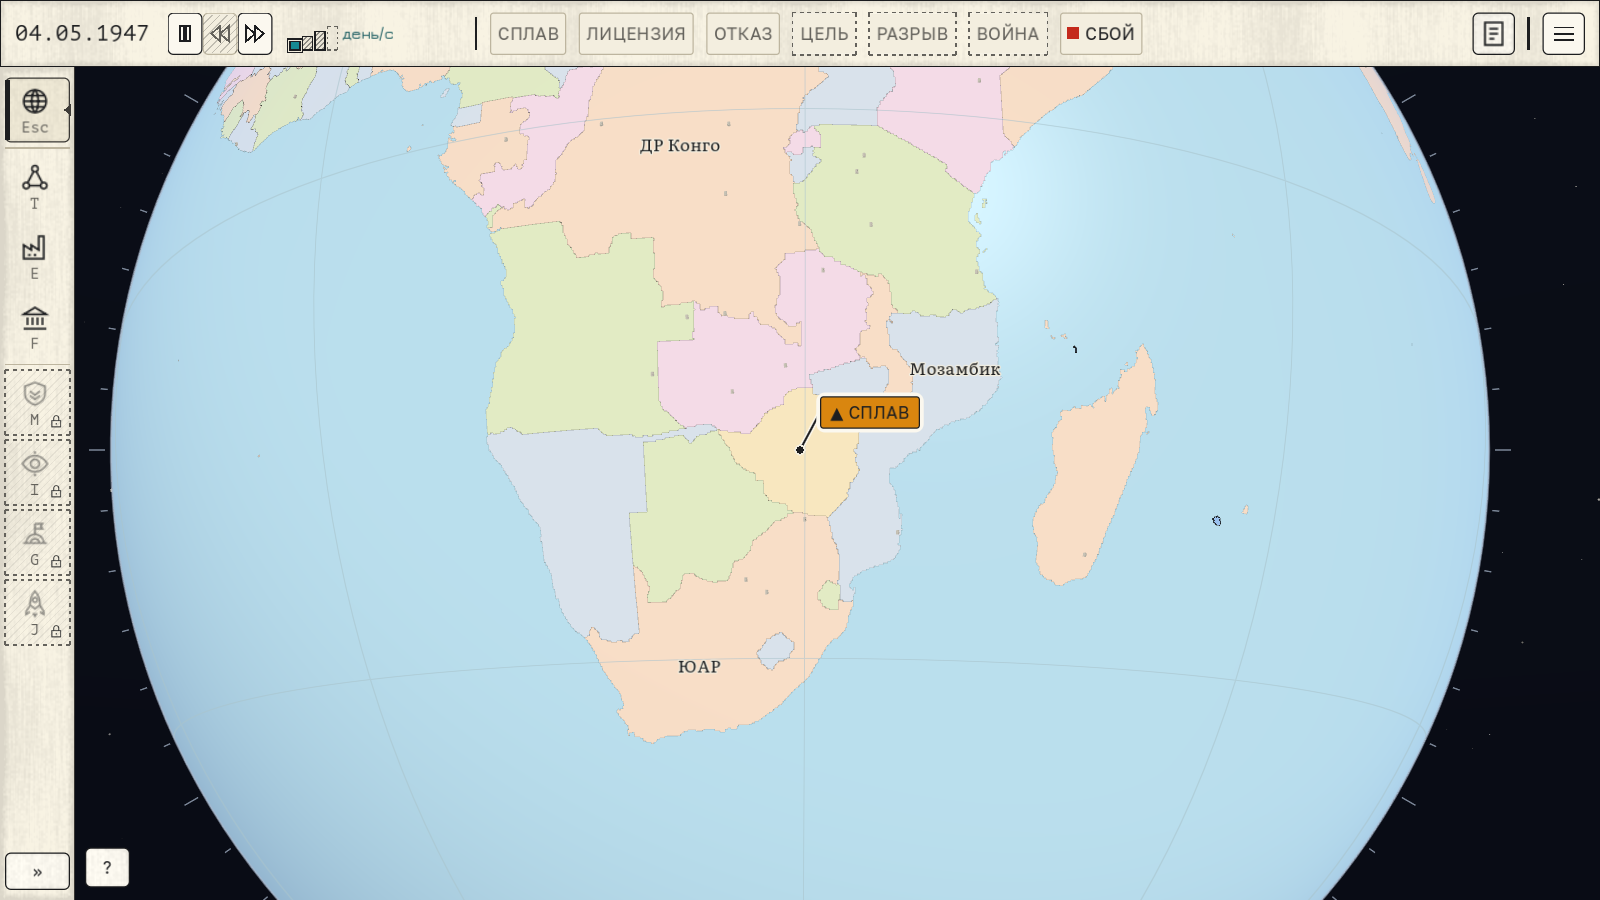 04.05.1947
день/с
СПЛАВ
ЛИЦЕНЗИЯ
ОТКАЗ
ЦЕЛЬ
РАЗРЫВ
ВОЙНА
СБОЙ
Esc
T
E
F
M
I
G
J
»
?
ДР Конго
Мозамбик
▲ СПЛАВ
ЮАР